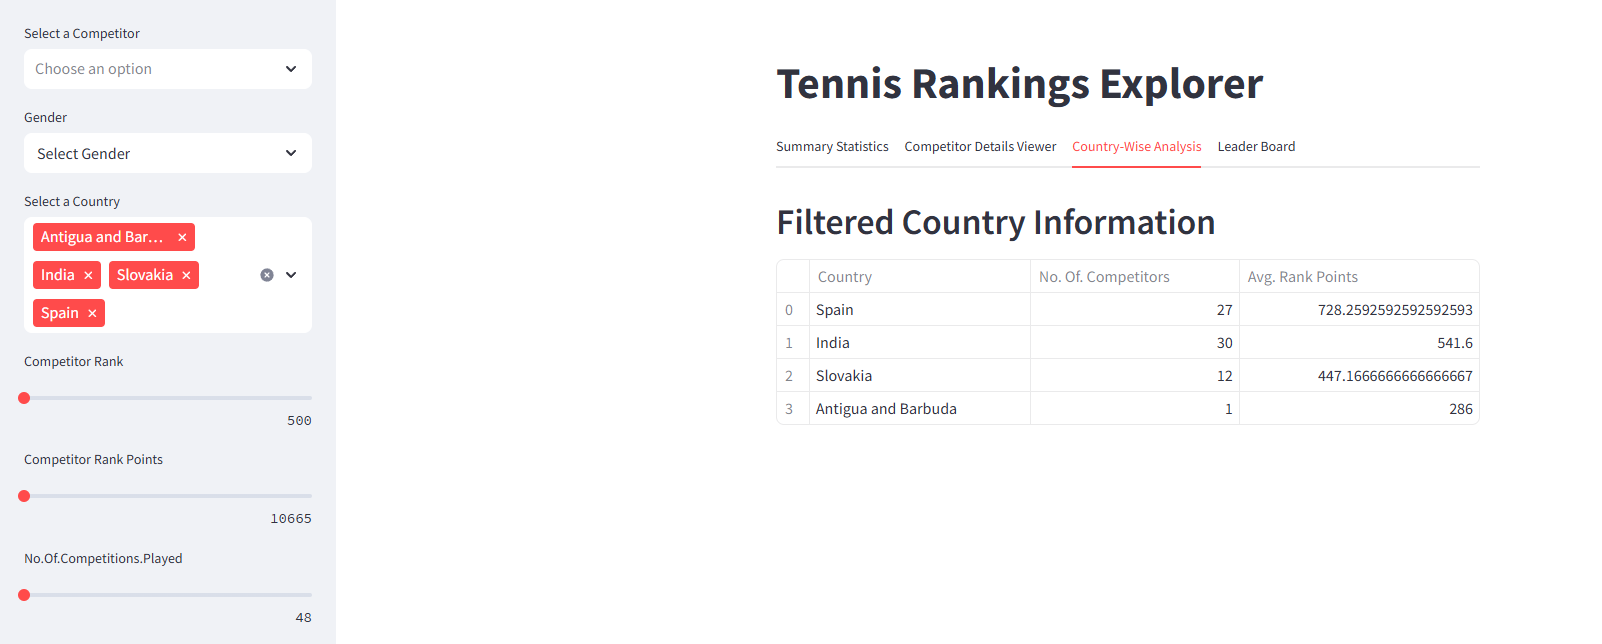 Select a Competitor
Choose an option
Gender
Select Gender
Select a Country
Antigua and Bar... ×
India × Slovakia ×
Spain ×
Competitor Rank
500
Competitor Rank Points
10665
No.Of.Competitions.Played
48
Tennis Rankings Explorer
Summary Statistics Competitor Details Viewer Country-Wise Analysis Leader Board
Filtered Country Information
Country No. Of. Competitors Avg. Rank Points
0 Spain 27 728.2592592592592593
1 India 30 541.6
2 Slovakia 12 447.1666666666666667
3 Antigua and Barbuda 1 286